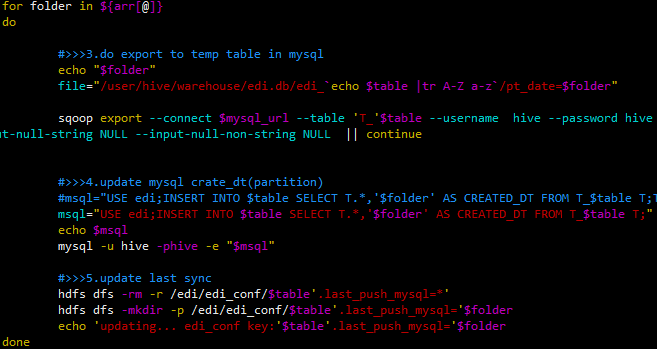 for folder in ${arr[@]}
do
#>>>3.do export to temp table in mysql
echo "$folder"
file="/user/hive/warehouse/edi.db/edi_`echo $table |tr A-Z a-z`/pt_date=$folder"
sqoop export --connect $mysql_url --table 'T_'$table --username  hive --password hive
ut-null-string NULL --input-null-non-string NULL  || continue
#>>>4.update mysql crate_dt(partition)
#msql="USE edi;INSERT INTO $table SELECT T.*,'$folder' AS CREATED_DT FROM T_$table T;T
msql="USE edi;INSERT INTO $table SELECT T.*,'$folder' AS CREATED_DT FROM T_$table T;"
echo $msql
mysql -u hive -phive -e "$msql"
#>>>5.update last sync
hdfs dfs -rm -r /edi/edi_conf/$table'.last_push_mysql=*'
hdfs dfs -mkdir -p /edi/edi_conf/$table'.last_push_mysql='$folder
echo 'updating... edi_conf key:'$table'.last_push_mysql='$folder
done